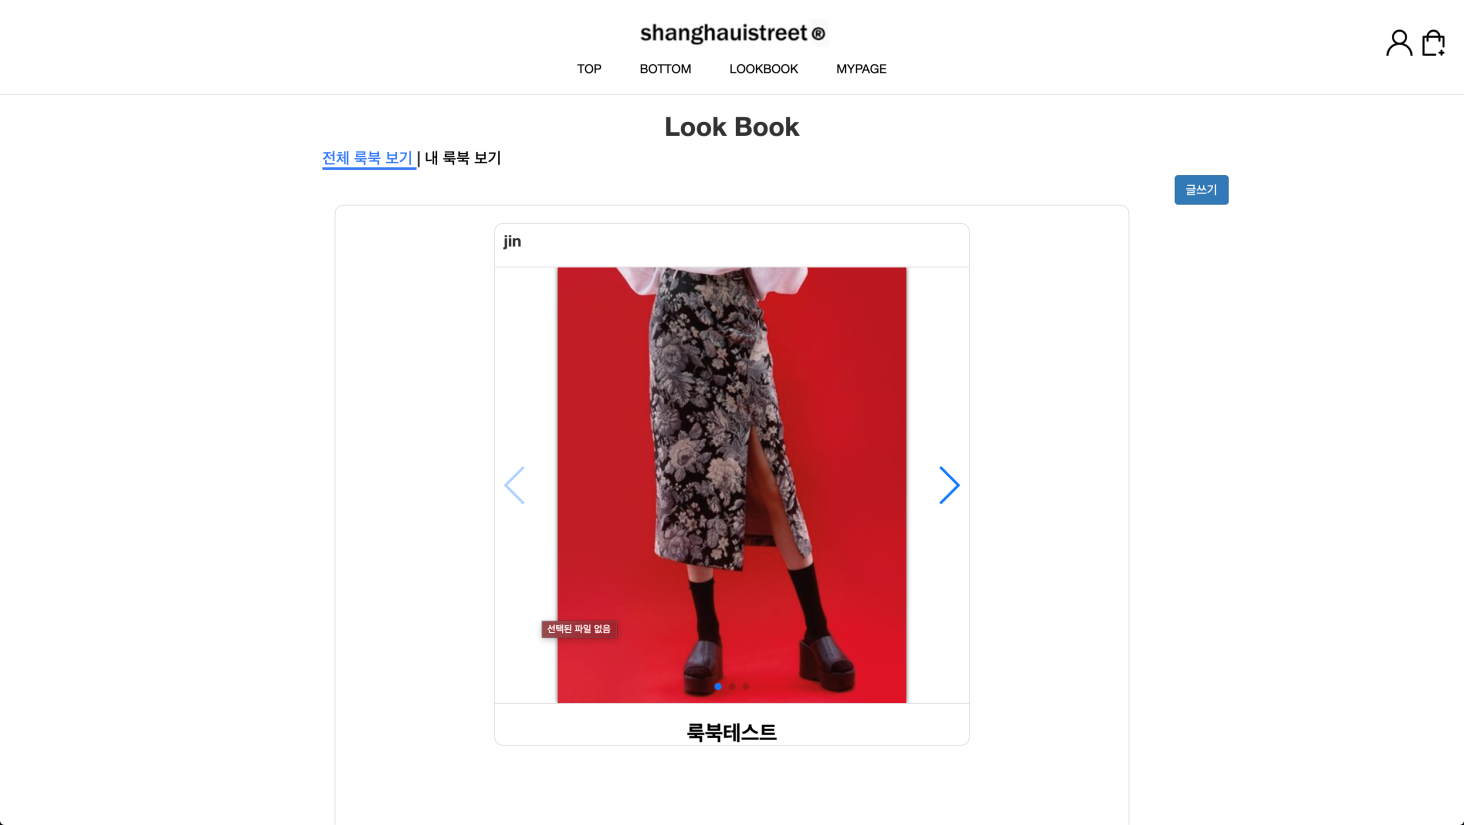 shanghauistreet ®
TOP BOTTOM LOOKBOOK MYPAGE
Look Book
전체 룩북 보기 | 내 룩북 보기
글쓰기
jin
선택된 파일 없음
룩북테스트